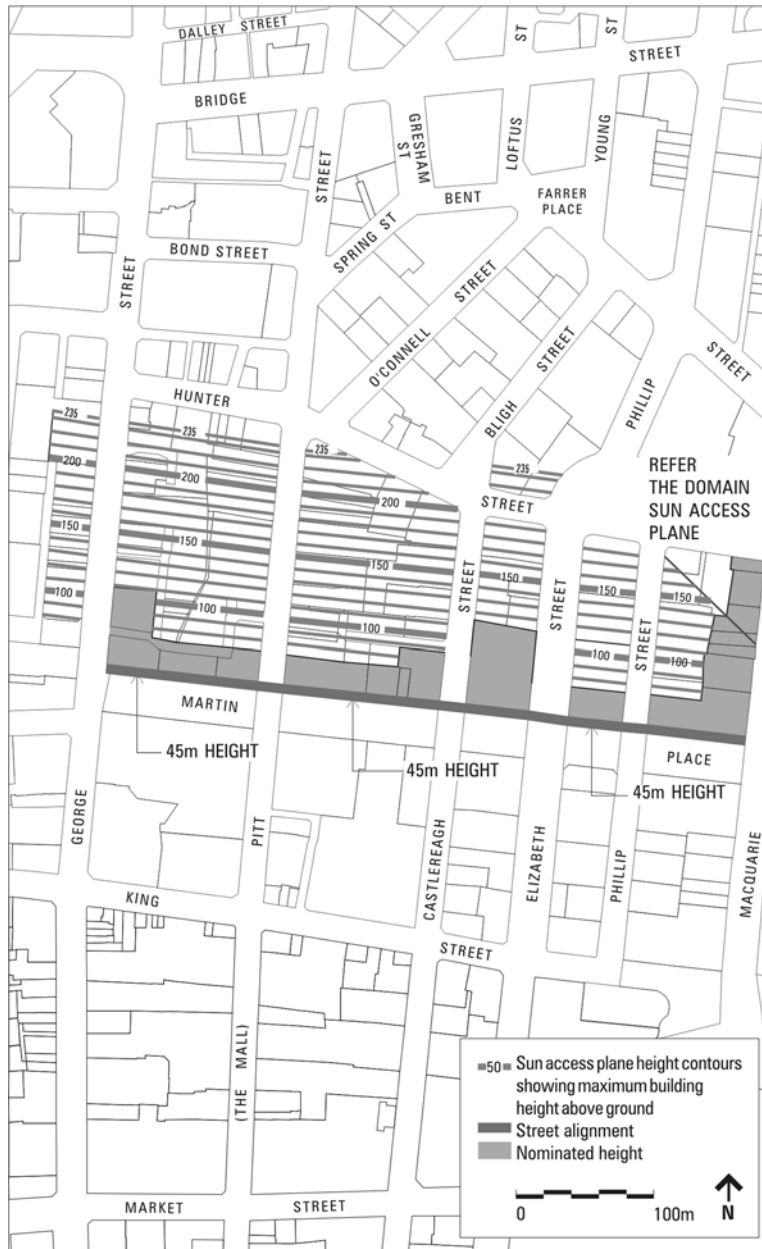 DALLEY STREET
ST
ST
STREET
BRIDGE
GRESHAM
ST
LOFTUS
YOUNG
STREET
BENT
FARRER
PLACE
SPRING ST
BOND STREET
STREET
STREET
O'CONNELL
STREET
BLIGH
STREET
PHILLIP
HUNTER
235
235
235
235
200
200
200
STREET
REFER
THE DOMAIN
SUN ACCESS
PLANE
150
150
150
150
150
150
100
100
100
100
100
STREET
STREET
STREET
MARTIN
PLACE
45m HEIGHT
45m HEIGHT
45m HEIGHT
GEORGE
PITT
CASTLEREAGH
ELIZABETH
PHILLIP
MACQUARIE
KING
STREET
(THE MALL)
MARKET STREET
50 Sun access plane height contours
showing maximum building
height above ground
Street alignment
Nominated height
0 100m
N